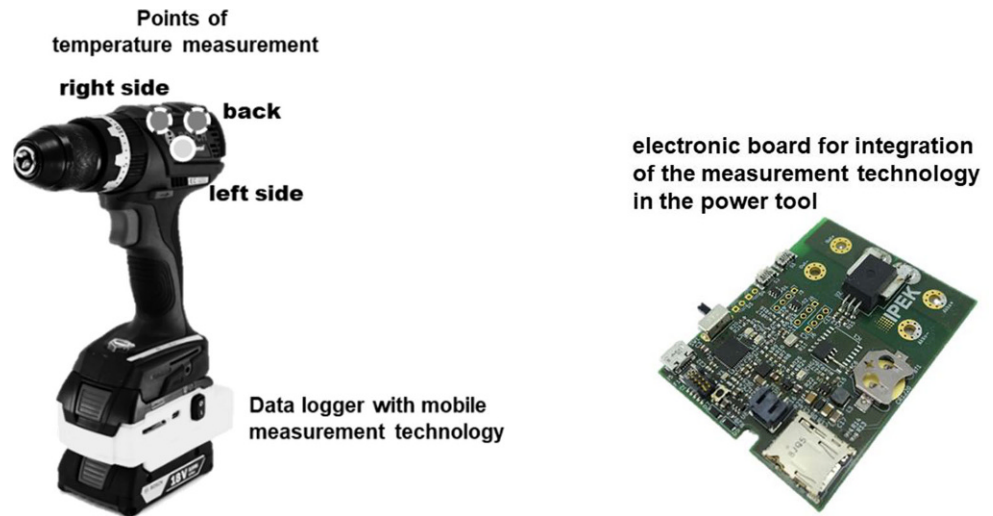 Points of
temperature measurement
right side
back
left side
Data logger with mobile
measurement technology
18V
electronic board for integration
of the measurement technology
in the power tool
IPEK